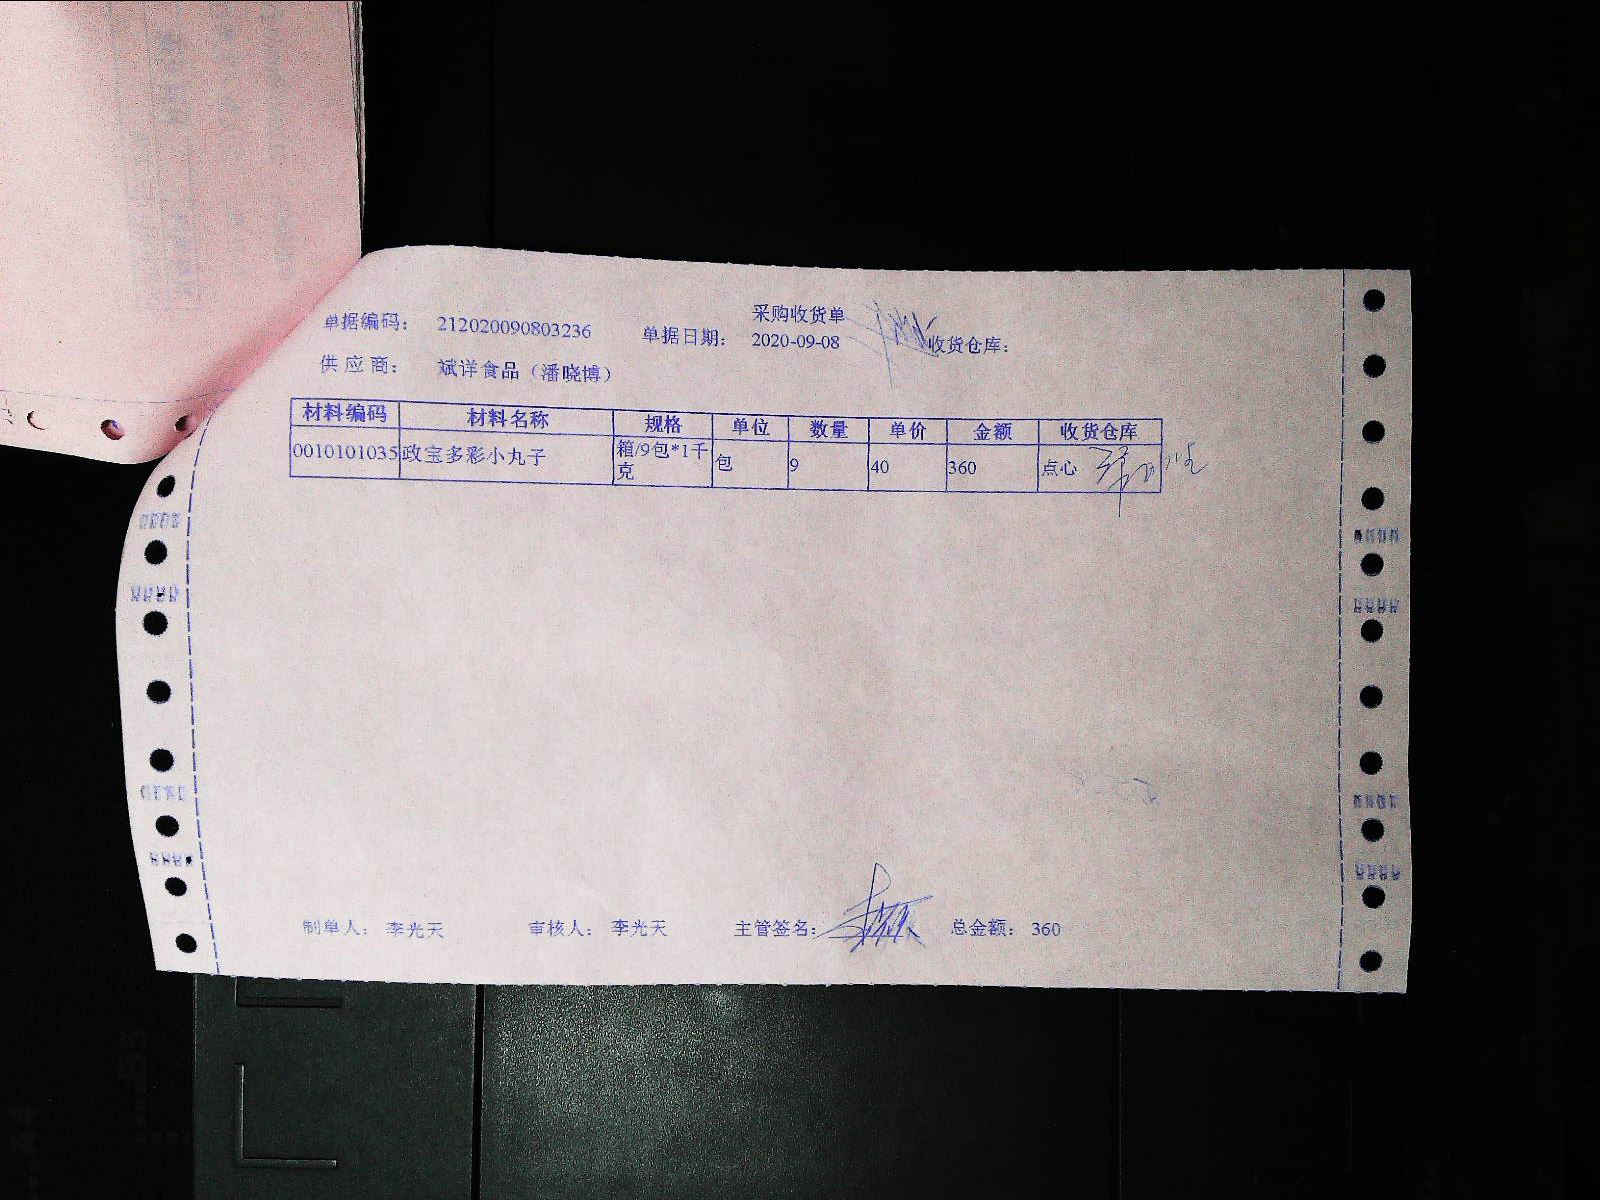 采购收货单
单据编码： 212020090803236 单据日期： 2020-09-08 收货仓库：
供应商： 斌洋食品（潘晓博）
材料编码 材料名称 规格 单位 数量 单价 金额 收货仓库
0010101035 政宝多彩小丸子 箱/9包*1千克 包 9 40 360 点心
制单人： 李光天 审核人： 李光天 主管签名： 总金额： 360